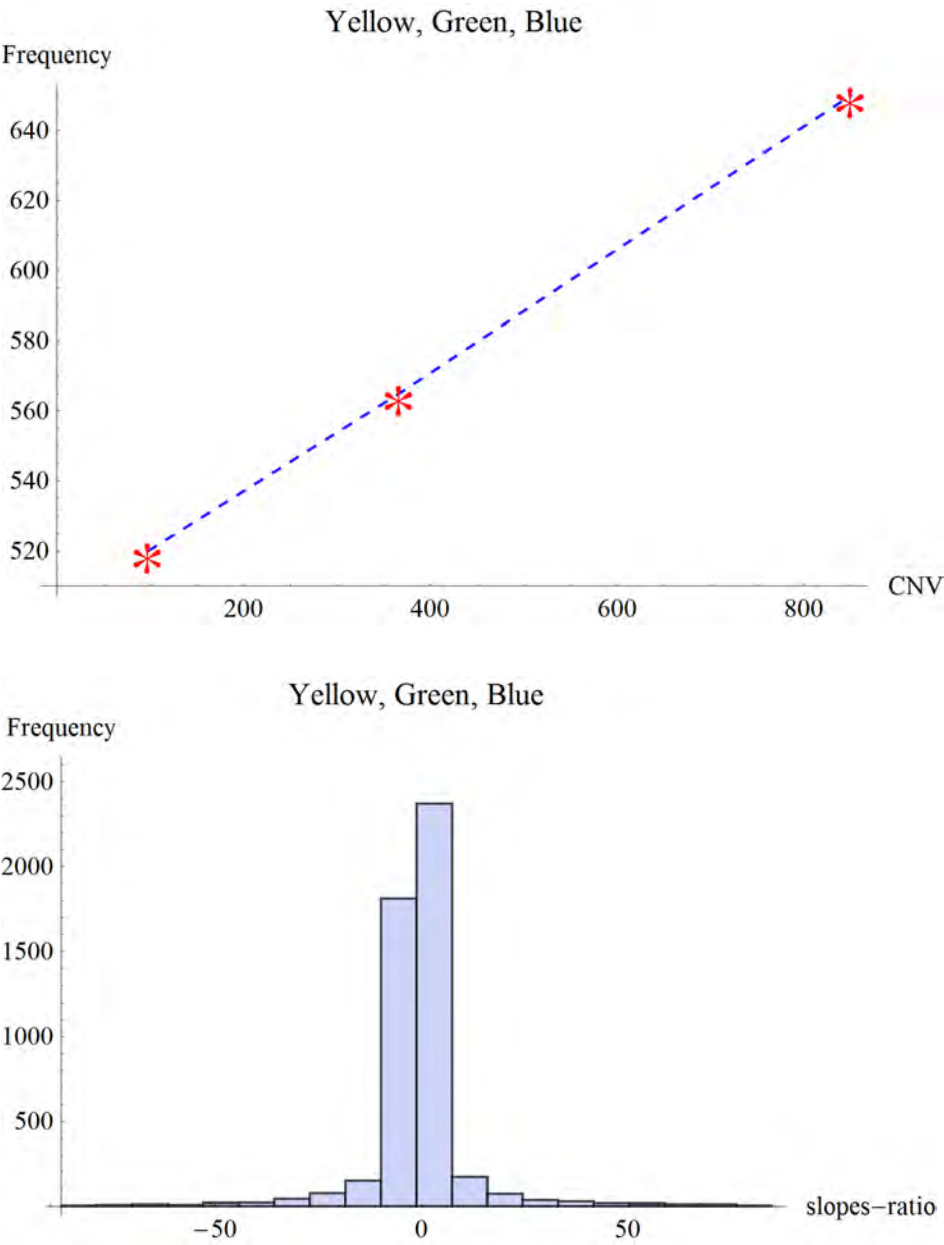 Yellow, Green, Blue
Frequency
640
620
600
580
560
540
520
200 400 600 800
CNV
Yellow, Green, Blue
Frequency
2500
2000
1500
1000
500
−50 0 50
slopes−ratio